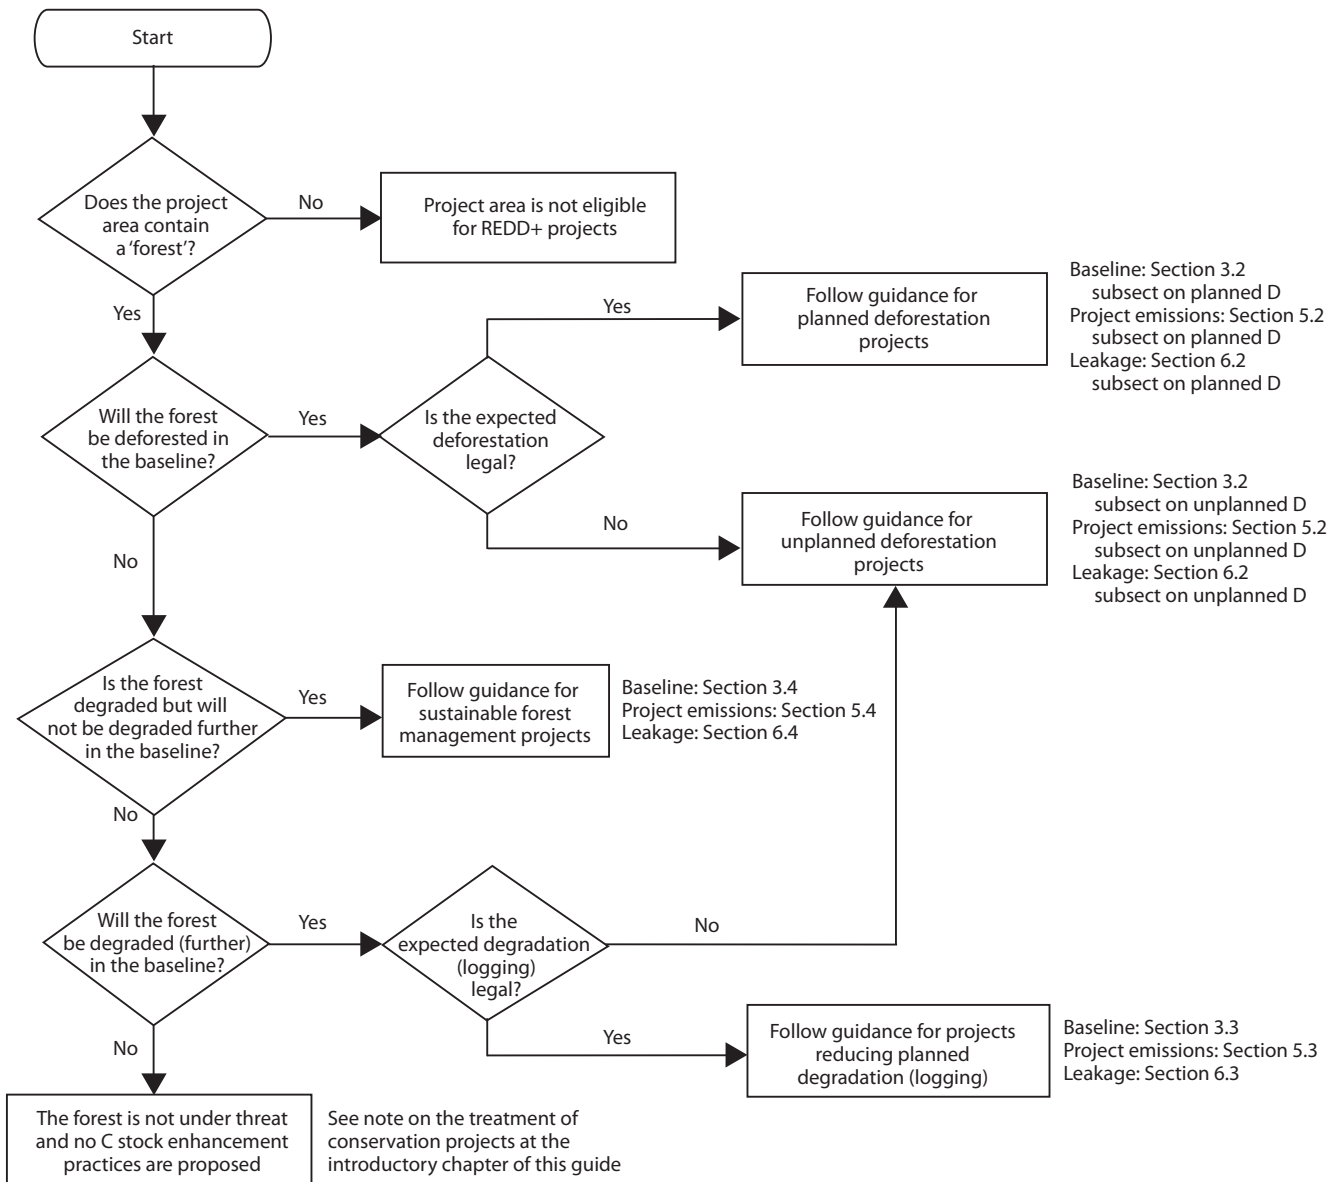 Start
Does the project
area contain
a 'forest'?
No
Project area is not eligible
for REDD+ projects
Yes
Will the forest
be deforested in
the baseline?
Yes
Is the expected
deforestation
legal?
Yes
Follow guidance for
planned deforestation
projects
Baseline: Section 3.2
subsect on planned D
Project emissions: Section 5.2
subsect on planned D
Leakage: Section 6.2
subsect on planned D
No
Follow guidance for
unplanned deforestation
projects
Baseline: Section 3.2
subsect on unplanned D
Project emissions: Section 5.2
subsect on unplanned D
Leakage: Section 6.2
subsect on unplanned D
No
Is the forest
degraded but will
not be degraded further
in the baseline?
Yes
Follow guidance for
sustainable forest
management projects
Baseline: Section 3.4
Project emissions: Section 5.4
Leakage: Section 6.4
No
Will the forest
be degraded (further)
in the baseline?
Yes
Is the
expected degradation
(logging)
legal?
No
Yes
Follow guidance for projects
reducing planned
degradation (logging)
Baseline: Section 3.3
Project emissions: Section 5.3
Leakage: Section 6.3
No
The forest is not under threat
and no C stock enhancement
practices are proposed
See note on the treatment of
conservation projects at the
introductory chapter of this guide